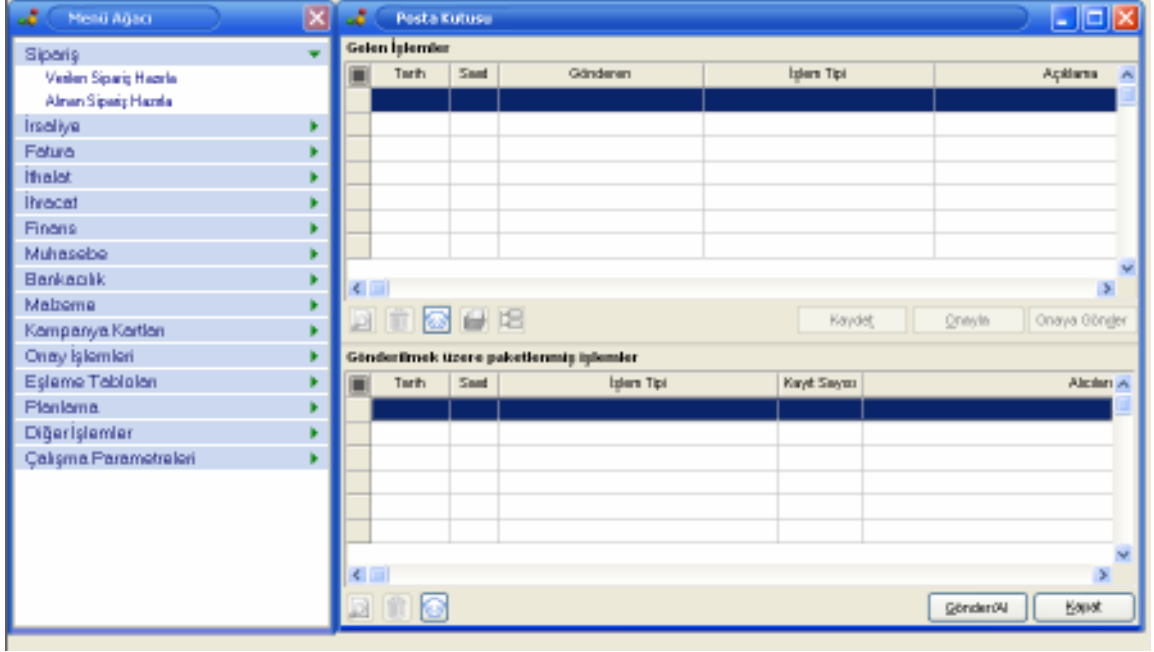 Menü Ağacı
Sipariş
Verilen Sipariş Hazırla
Alınan Sipariş Hazırla
İrsaliye
Fatura
İthalat
İhracat
Finans
Muhasebe
Bankacılık
Malzeme
Kampanya Kartları
Onay İşlemleri
Eşleme Tabloları
Planlama
Diğer İşlemler
Çalışma Parametreleri
Posta Kutusu
Gelen İşlemler
Tarih Saat Gönderen İşlem Tipi Açıklama
Kaydet Onayla Onaya Gönder
Gönderilmek üzere paketlenmiş işlemler
Tarih Saat İşlem Tipi Kayıt Sayısı Alıcıları
Gönder/Al Kapat